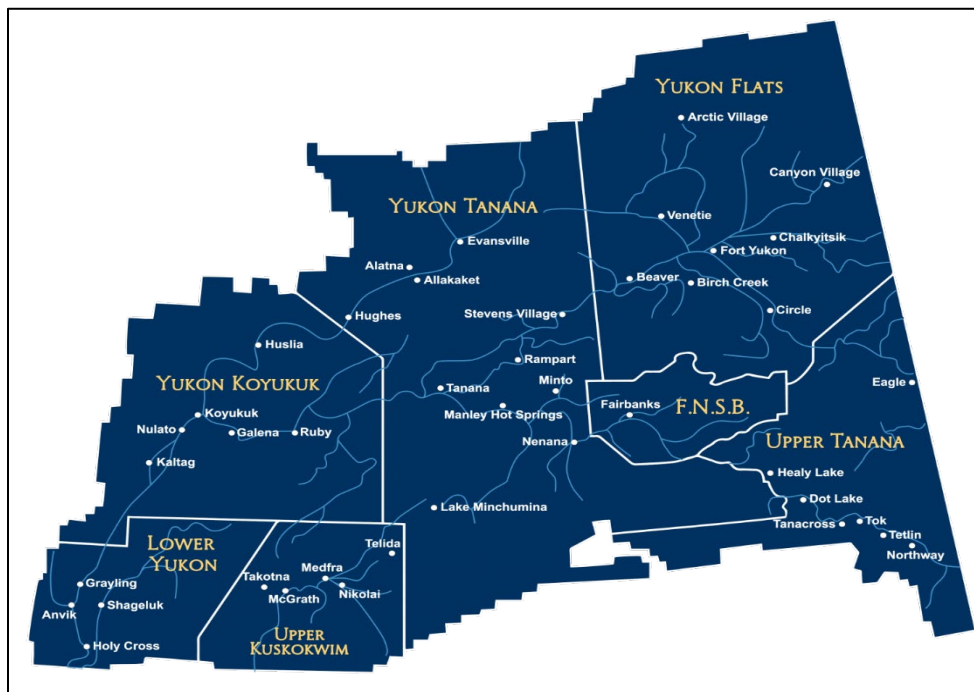 YUKON FLATS
Arctic Village
Canyon Village
YUKON TANANA
Venetie
Chalkyitsik
Evansville
Fort Yukon
Alatna
Allakaket
Beaver
Birch Creek
Hughes
Stevens Village
Circle
Huslia
Rampart
YUKON KOYUKUK
Tanana
Minto
Eagle
Koyukuk
Manley Hot Springs
Fairbanks
F.N.S.B.
Nulato
Galena
Ruby
Nenana
UPPER TANANA
Kaltag
Healy Lake
Lake Minchumina
Dot Lake
Tanacross
Tok
LOWER
YUKON
Telida
Tetlin
Northway
Grayling
Takotna
Medfra
McGrath
Nikolai
Anvik
Shageluk
UPPER
KUSKOKWIM
Holy Cross